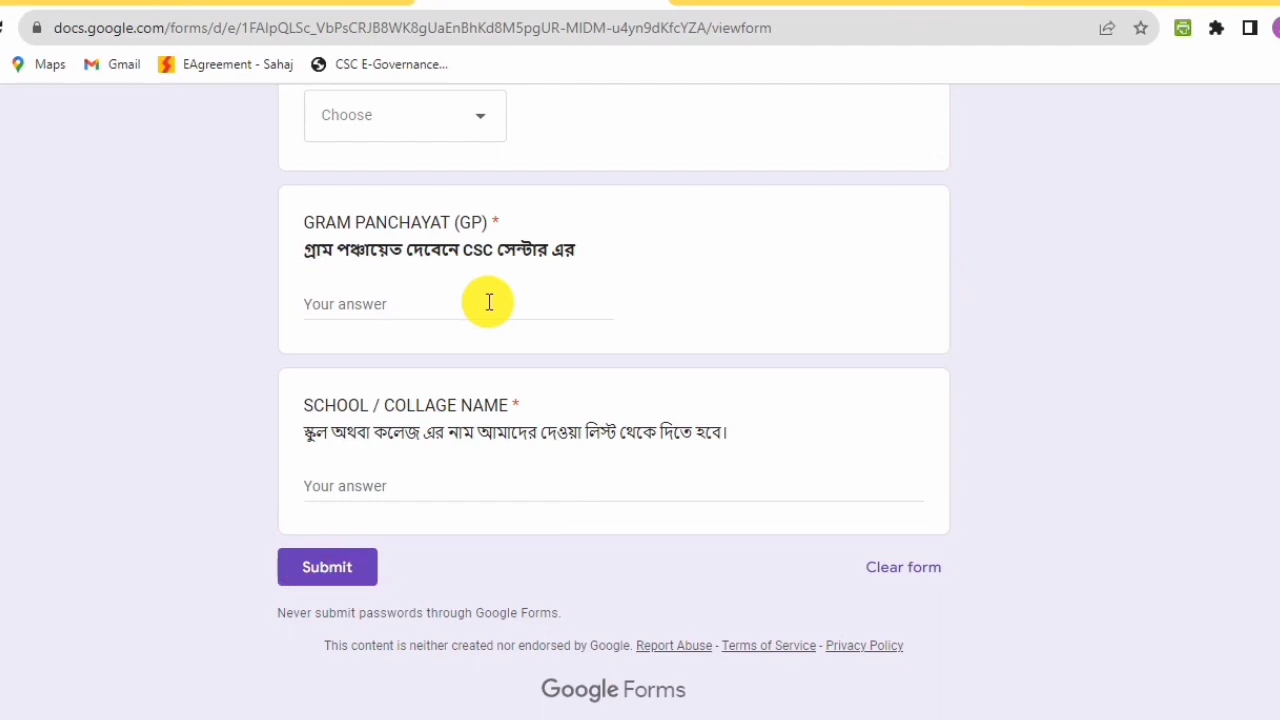 docs.google.com/forms/d/e/1FAIpQLSc_VbPsCRJB8WK8gUaEnBhKd8M5pgUR-MIDM-u4yn9dKfcYZA/viewform
Maps Gmail EAgreement - Sahaj CSC E-Governance...
Choose
GRAM PANCHAYAT (GP) *
গ্রাম পঞ্চায়েত দেবেনে CSC সেন্টার এর
Your answer
SCHOOL / COLLAGE NAME *
স্কুল অথবা কলেজ এর নাম আমাদের দেওয়া লিস্ট থেকে দিতে হবে।
Your answer
Submit Clear form
Never submit passwords through Google Forms.
This content is neither created nor endorsed by Google. Report Abuse - Terms of Service - Privacy Policy
Google Forms